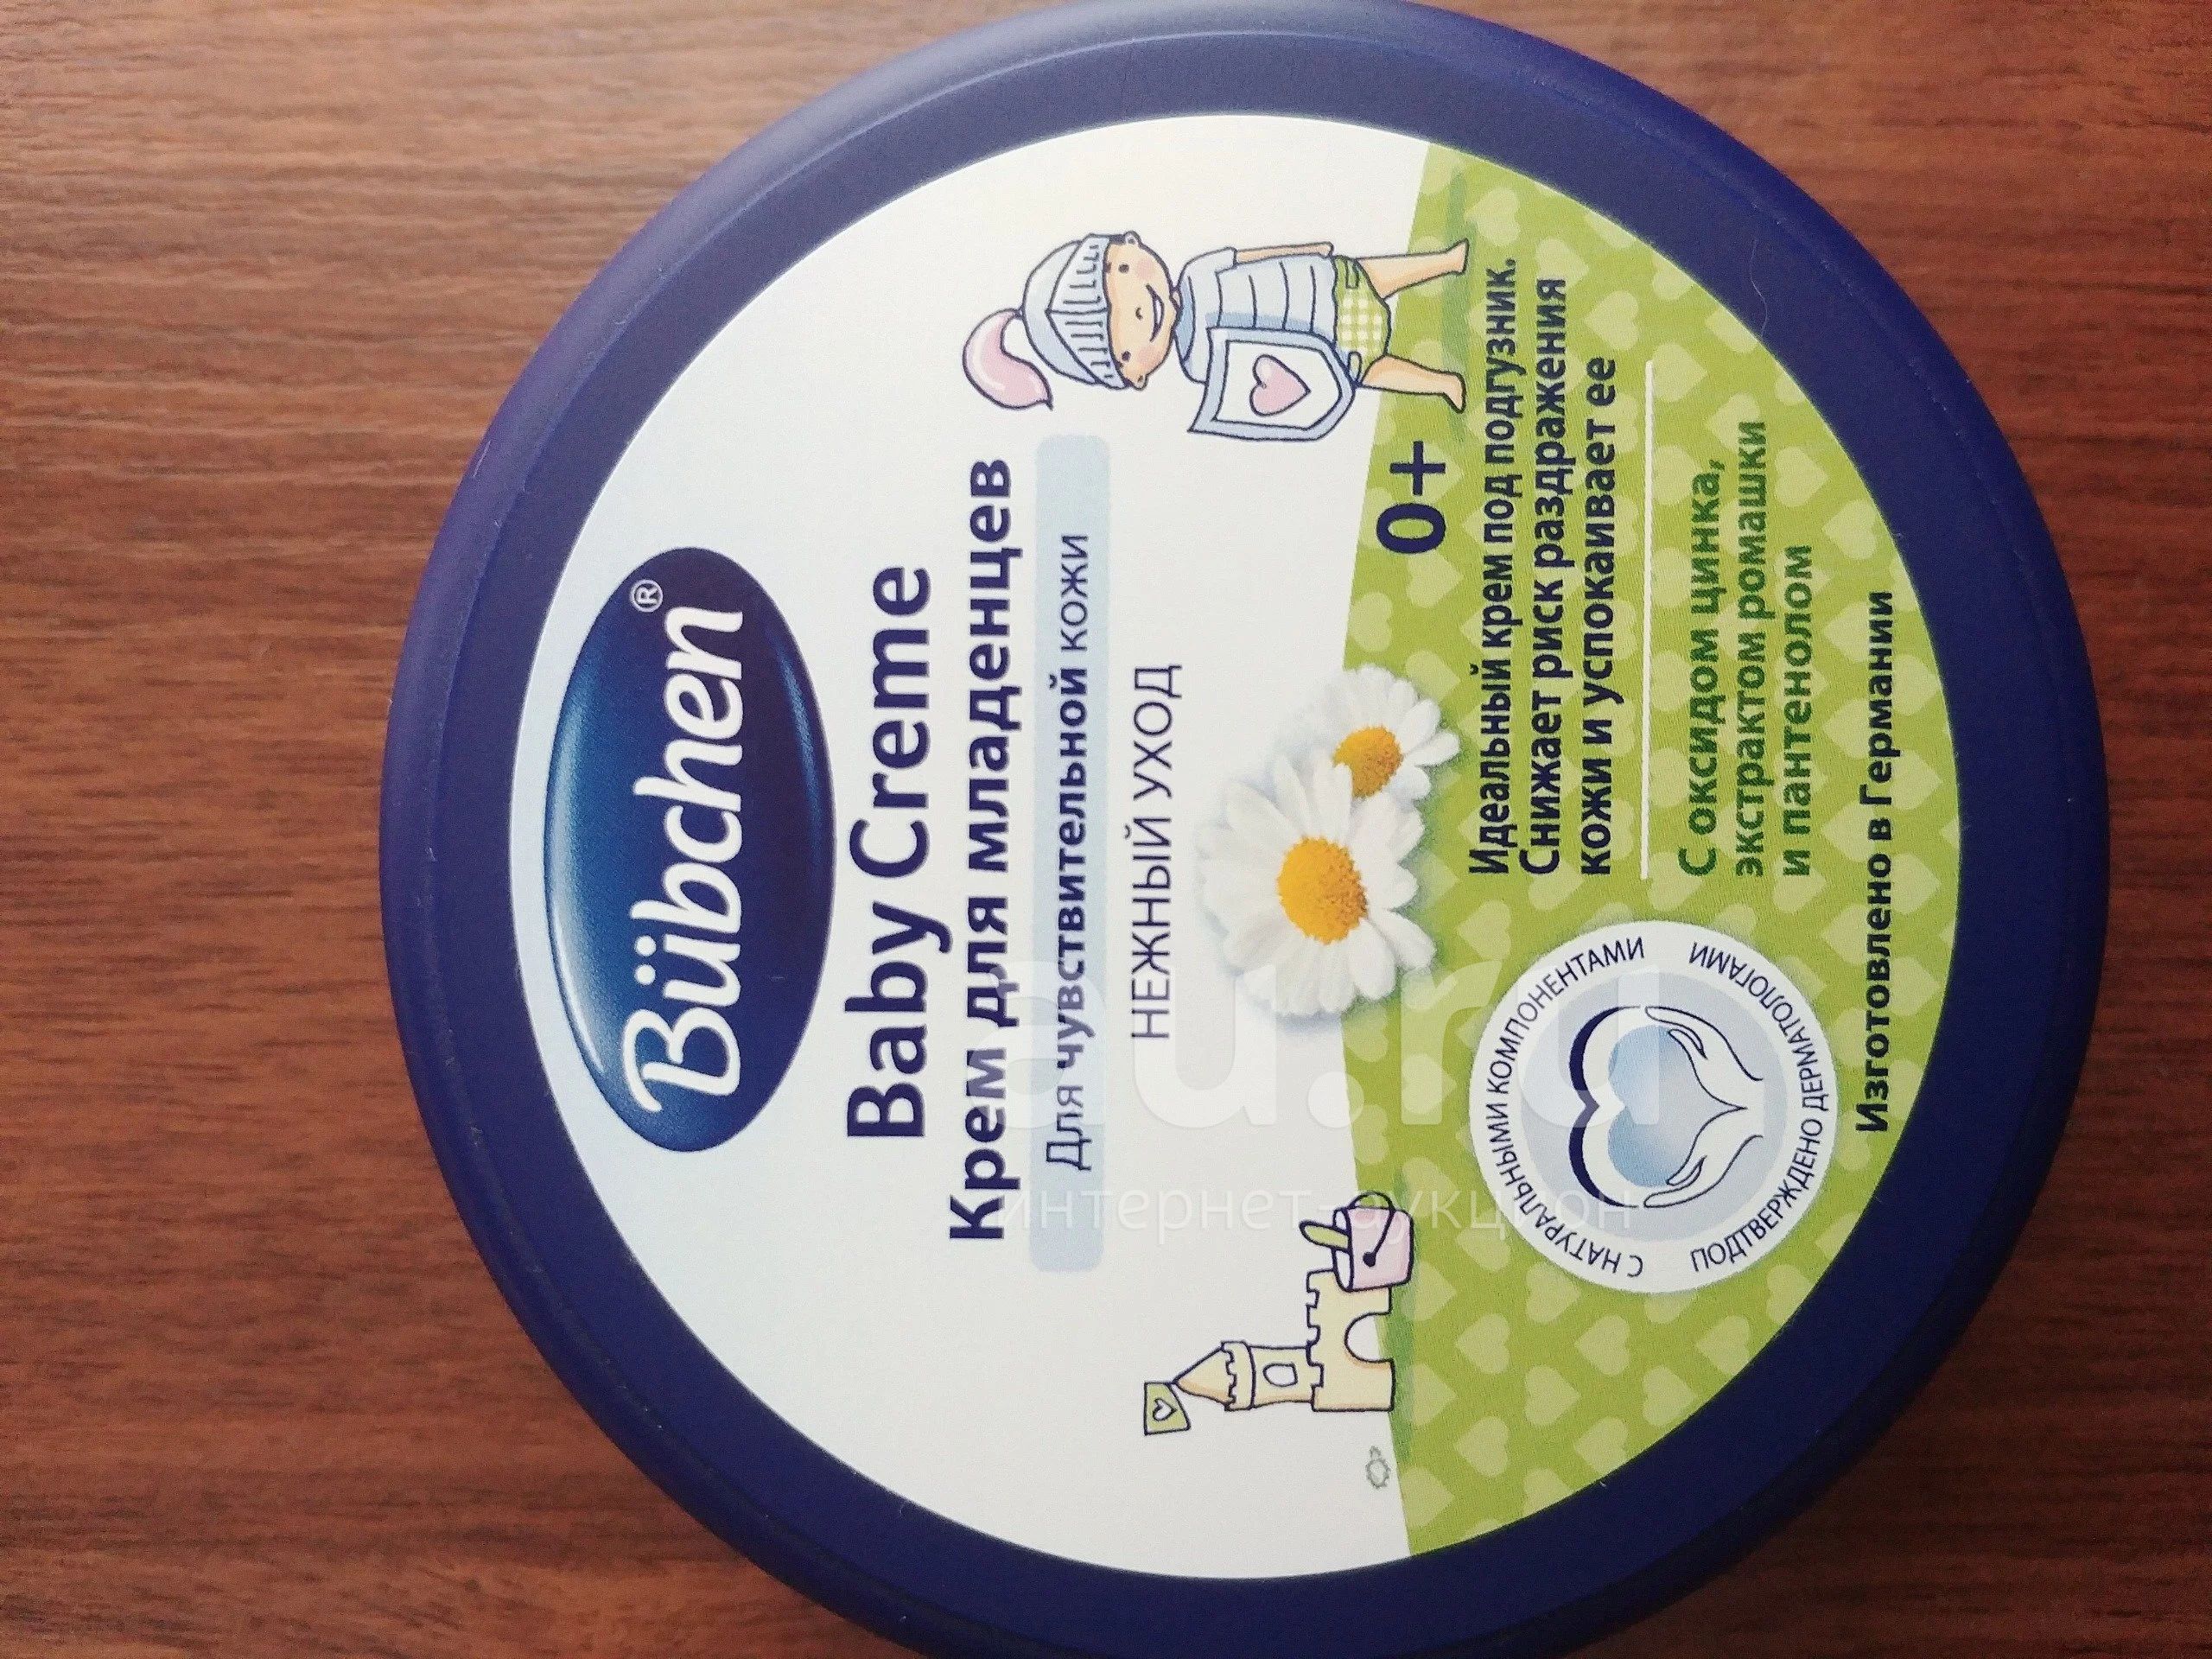 Bübchen®
Baby Creme
Крем для младенцев
Для чувствительной кожи
НЕЖНЫЙ УХОД
0+
Идеальный крем под подгузник.
Снижает риск раздражения
кожи и успокаивает ее
С оксидом цинка,
экстрактом ромашки
и пантенолом
С НАТУРАЛЬНЫМИ КОМПОНЕНТАМИ
ПОДТВЕРЖДЕНО ДЕРМАТОЛОГАМИ
Изготовлено в Германии
au.ru
интернет-аукцион